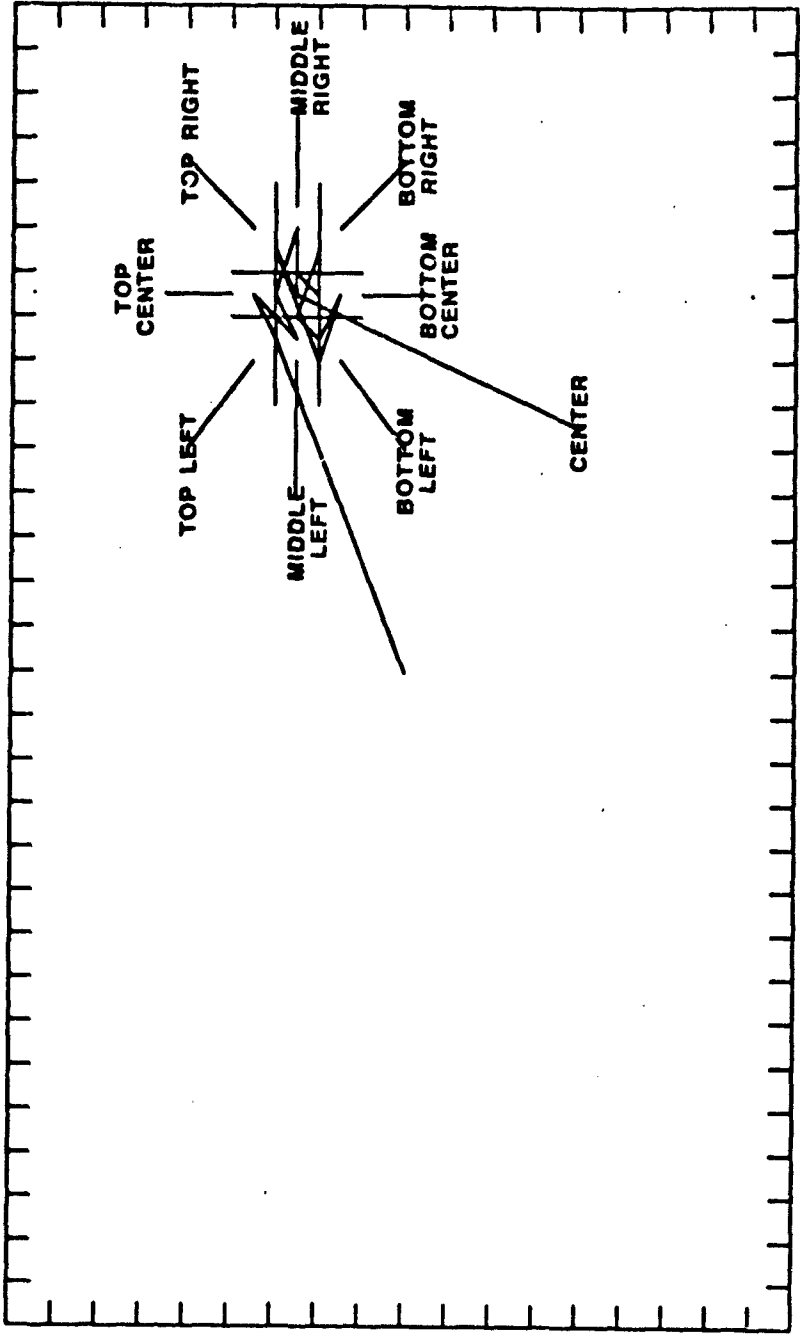 TOP
CENTER
TOP LEFT
TOP RIGHT
MIDDLE
LEFT
MIDDLE
RIGHT
BOTTOM
LEFT
BOTTOM
CENTER
BOTTOM
RIGHT
CENTER